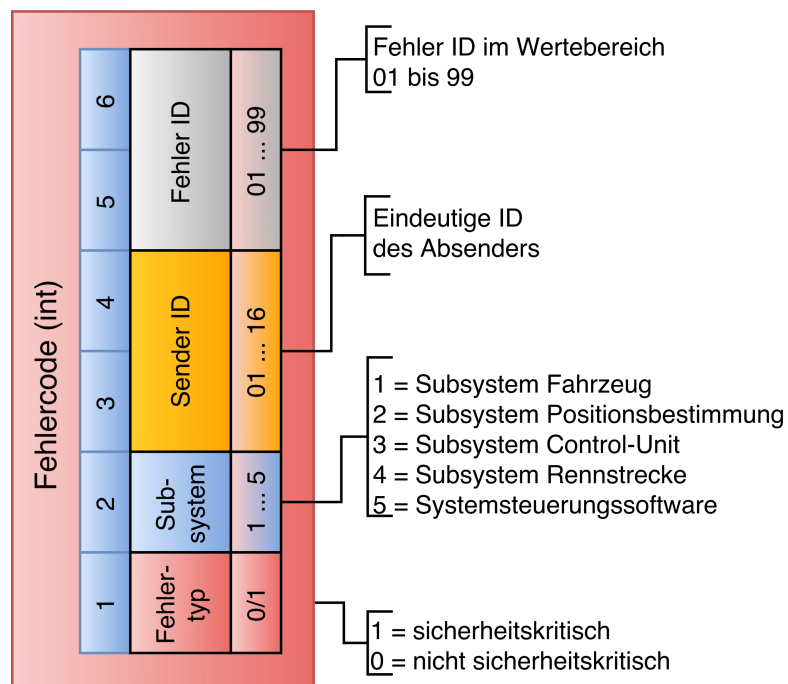 Fehlercode (int)
6
Fehler ID
01 ... 99
Fehler ID im Wertebereich
01 bis 99
5
4
Sender ID
01 ... 16
Eindeutige ID
des Absenders
3
2
Sub-
system
1 ... 5
1 = Subsystem Fahrzeug
2 = Subsystem Positionsbestimmung
3 = Subsystem Control-Unit
4 = Subsystem Rennstrecke
5 = Systemsteuerungssoftware
1
Fehler-
typ
0/1
1 = sicherheitskritisch
0 = nicht sicherheitskritisch